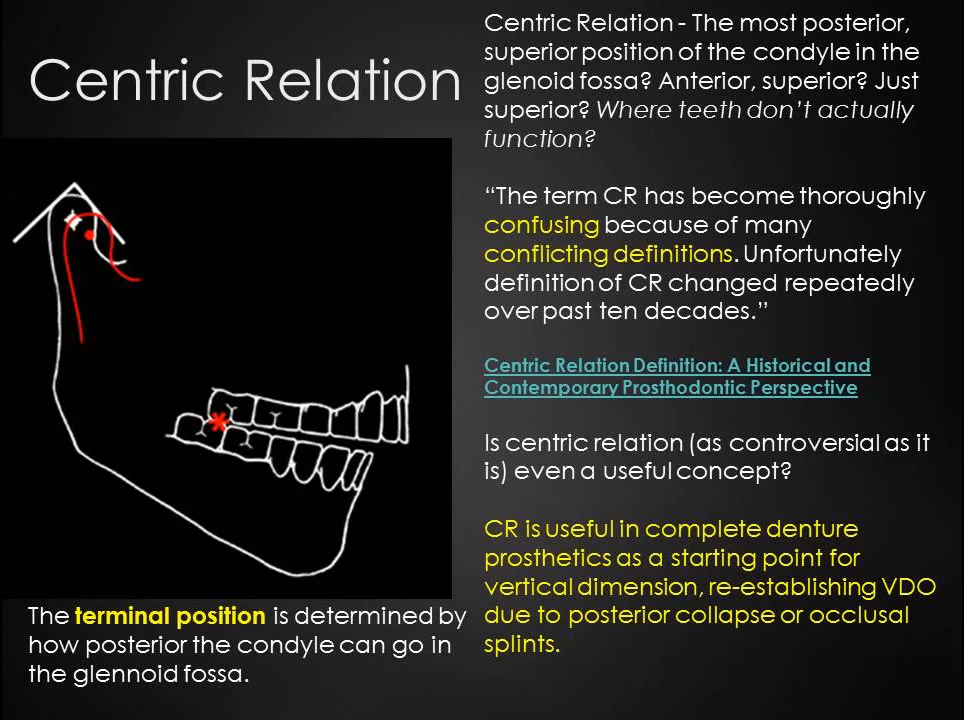 Centric Relation
Centric Relation - The most posterior,
superior position of the condyle in the
glenoid fossa? Anterior, superior? Just
superior? Where teeth don’t actually
function?
“The term CR has become thoroughly
confusing because of many
conflicting definitions. Unfortunately
definition of CR changed repeatedly
over past ten decades.”
Centric Relation Definition: A Historical and
Contemporary Prosthodontic Perspective
Is centric relation (as controversial as it
is) even a useful concept?
CR is useful in complete denture
prosthetics as a starting point for
vertical dimension, re-establishing VDO
due to posterior collapse or occlusal
splints.
The terminal position is determined by
how posterior the condyle can go in
the glennoid fossa.